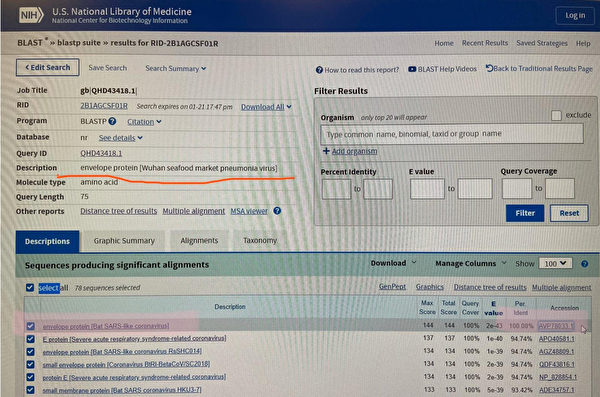 NIH U.S. National Library of Medicine
National Center for Biotechnology Information
Log in
BLAST ® » blastp suite » results for RID-2B1AGCSF01R
Home Recent Results Saved Strategies Help
< Edit Search Save Search Search Summary
How to read this report? BLAST Help Videos Back to Traditional Results Page
Job Title gb|QHD43418.1|
RID 2B1AGCSF01R Search expires on 01-21 17:47 pm Download All
Program BLASTP Citation
Database nr See details
Query ID QHD43418.1
Description envelope protein [Wuhan seafood market pneumonia virus]
Molecule type amino acid
Query Length 75
Other reports Distance tree of results Multiple alignment MSA viewer
Filter Results
Organism only top 20 will appear exclude
Type common name, binomial, taxid or group name
+ Add organism
Percent Identity E value Query Coverage
to to to
Filter Reset
Descriptions Graphic Summary Alignments Taxonomy
Sequences producing significant alignments Download Manage Columns Show 100
select all 78 sequences selected GenPept Graphics Distance tree of results Multiple alignment
Description Max Score Total Score Query Cover E value Per. Ident Accession
envelope protein [Bat SARS-like coronavirus] 144 144 100% 2e-43 100.00% AVP78033.1
E protein [Severe acute respiratory syndrome-related coronavirus] 137 137 100% 1e-40 94.74% APO40581.1
envelope protein [Bat SARS-like coronavirus RsSHC014] 134 134 100% 1e-39 94.74% AGZ48809.1
small envelope protein [Coronavirus BtRl-BetaCoV/SC2018] 134 134 100% 2e-39 94.74% QDF43816.1
protein E [Severe acute respiratory syndrome-related coronavirus] 134 134 100% 2e-39 94.74% NP_828854.1
small membrane protein [Bat SARS coronavirus HKU3-7] 133 133 100% 5e-39 93.42% ADE34757.1